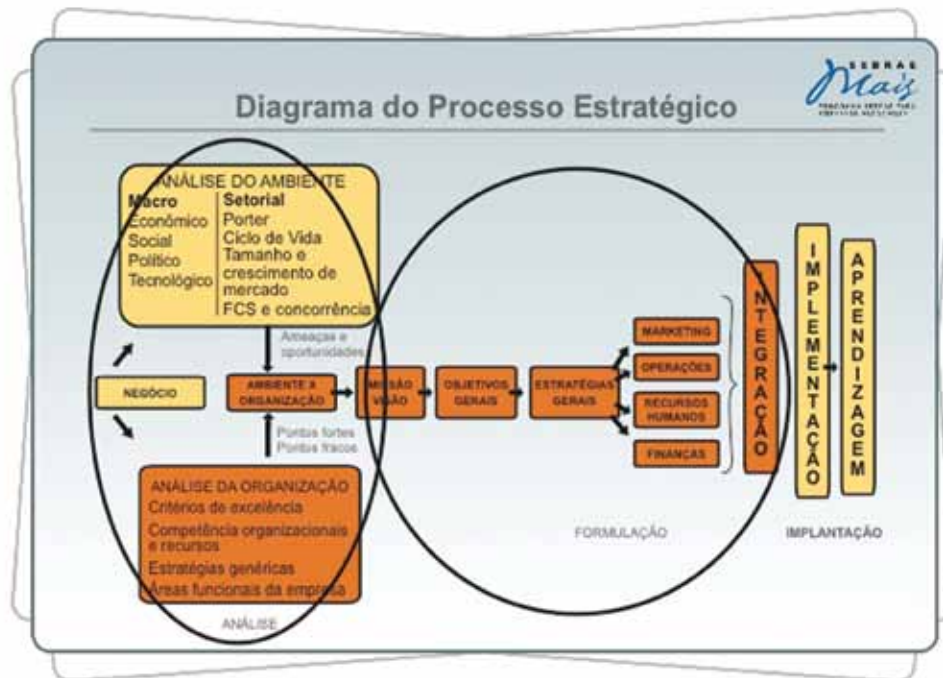 SEBRAE
Mais
Diagrama do Processo Estratégico
ANÁLISE DO AMBIENTE
Macro
Econômico
Social
Político
Tecnológico
Setorial
Porter
Ciclo de Vida
Tamanho e
crescimento de
mercado
FCS e concorrência
Ameaças e
oportunidades
NEGÓCIO
AMBIENTE X
ORGANIZAÇÃO
Pontos fortes
Pontos fracos
ANÁLISE DA ORGANIZAÇÃO
Critérios de excelência
Competência organizacionais
e recursos
Estratégias genéricas
Áreas funcionais da empresa
ANÁLISE
MISSÃO
VISÃO
OBJETIVOS
GERAIS
ESTRATÉGIAS
GERAIS
MARKETING
OPERAÇÕES
RECURSOS
HUMANOS
FINANÇAS
INTEGRAÇÃO
FORMULAÇÃO
IMPLEMENTAÇÃO
APRENDIZAGEM
IMPLANTAÇÃO